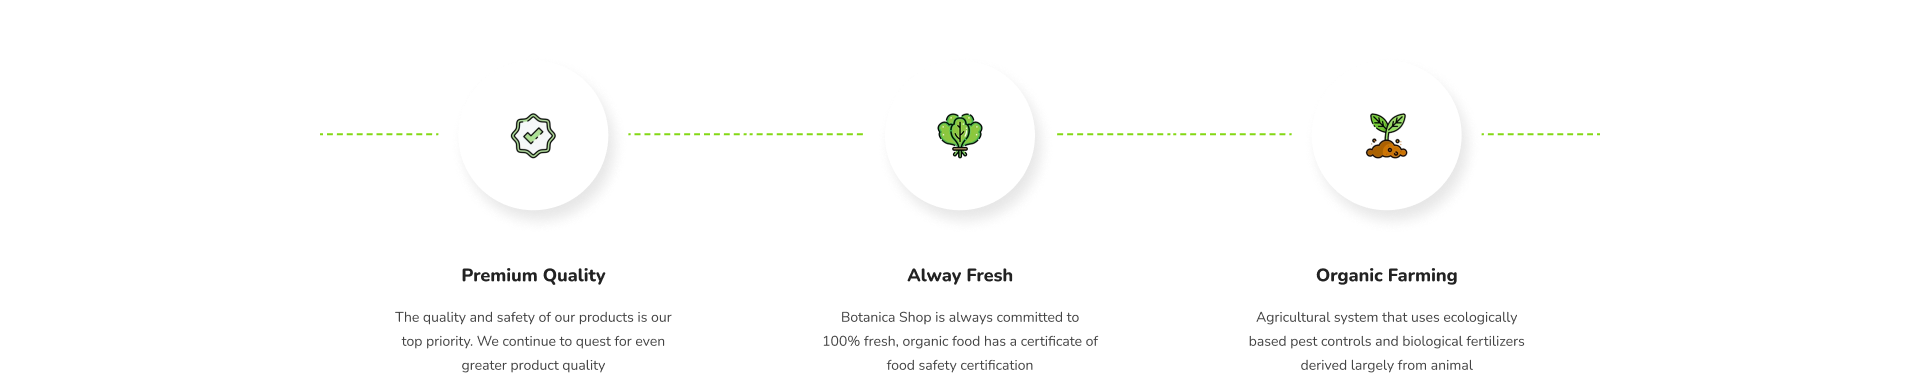 Premium Quality
The quality and safety of our products is our
top priority. We continue to quest for even
greater product quality
Alway Fresh
Botanica Shop is always committed to
100% fresh, organic food has a certificate of
food safety certification
Organic Farming
Agricultural system that uses ecologically
based pest controls and biological fertilizers
derived largely from animal